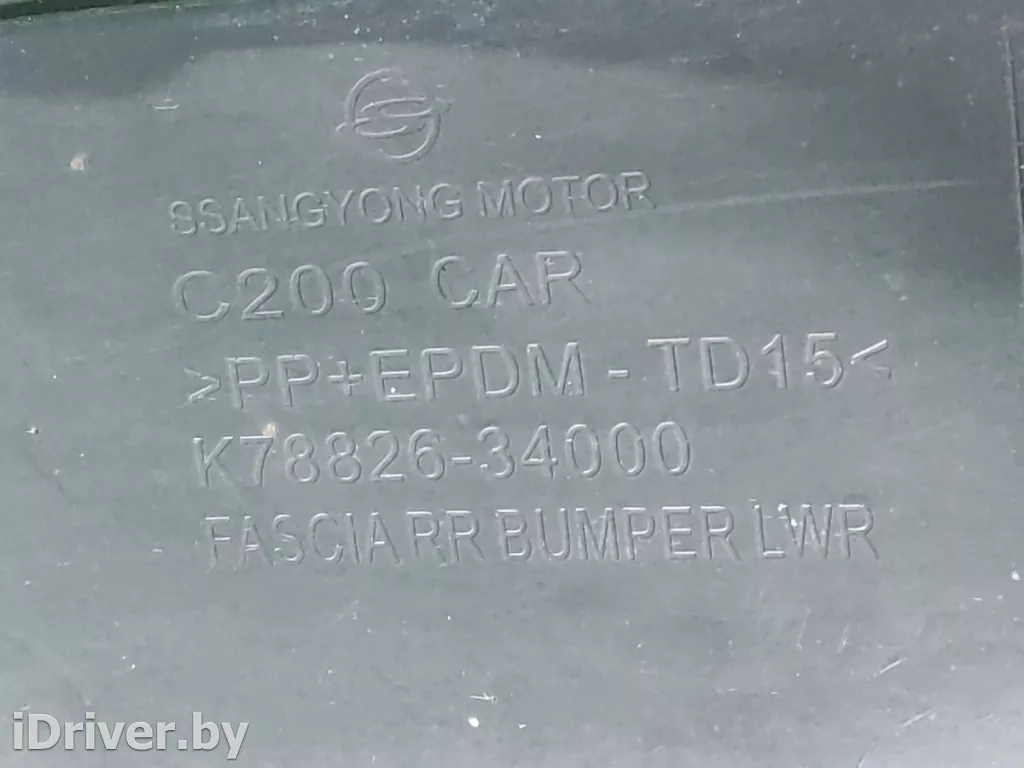 SSANGYONG MOTOR
C200 CAR
>PP+EPDM-TD15<
K78826-34000
FASCIA RR BUMPER LWR
iDriver.by